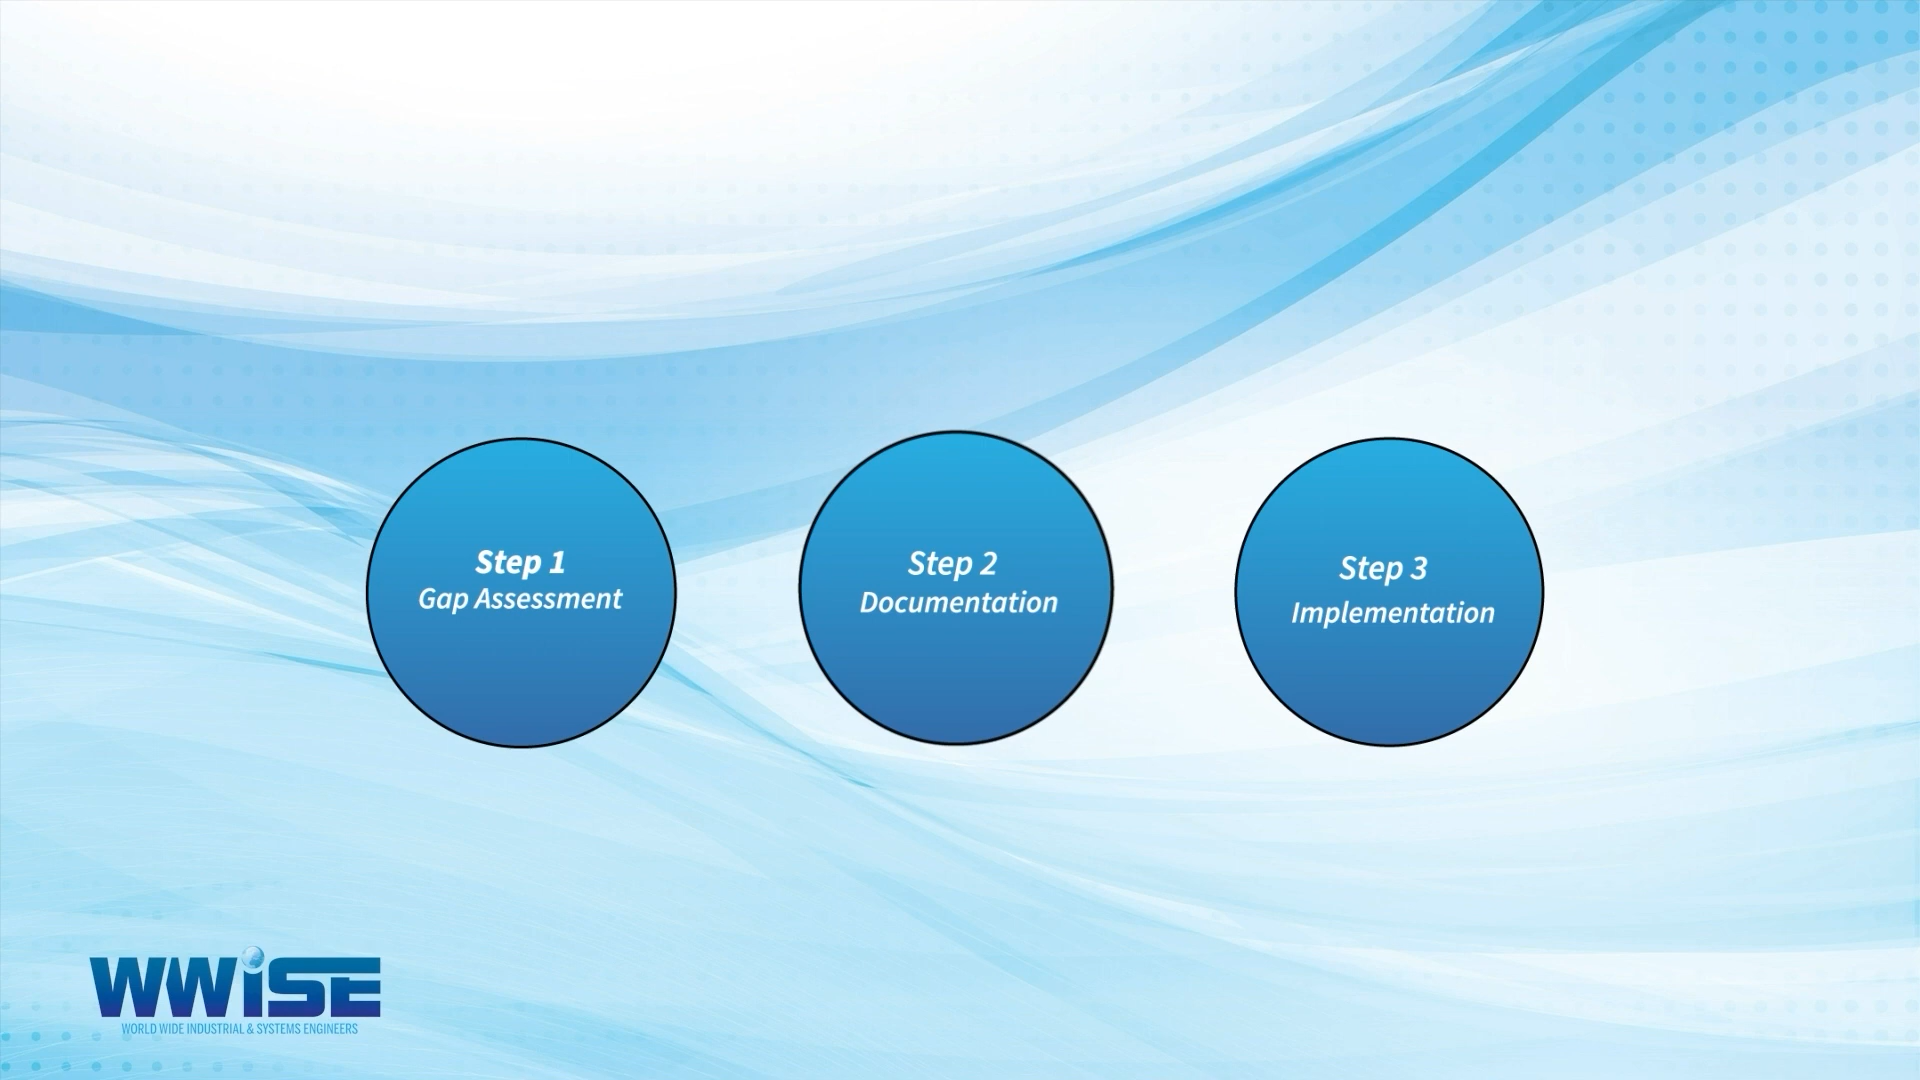 Step 1
Gap Assessment
Step 2
Documentation
Step 3
Implementation
WWiSE
WORLD WIDE INDUSTRIAL & SYSTEMS ENGINEERS